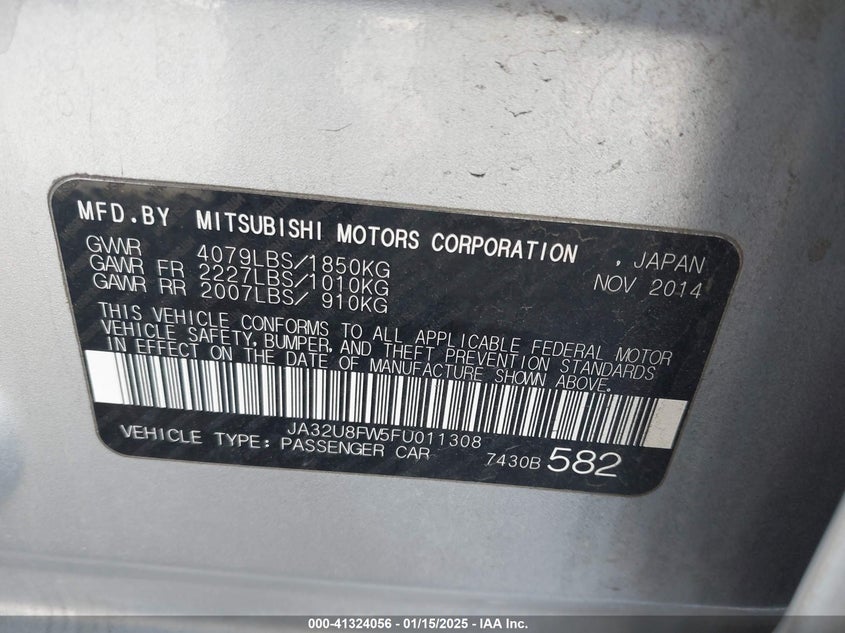 MFD.BY MITSUBISHI MOTORS CORPORATION , JAPAN
GVWR 4079LBS/1850KG NOV 2014
GAWR FR 2227LBS/1010KG
GAWR RR 2007LBS/ 910KG
THIS VEHICLE CONFORMS TO ALL APPLICABLE FEDERAL MOTOR
VEHICLE SAFETY, BUMPER, AND THEFT PREVENTION STANDARDS
IN EFFECT ON THE DATE OF MANUFACTURE SHOWN ABOVE.
JA32U8FW5FU011308
VEHICLE TYPE: PASSENGER CAR 7430B 582
000-41324056 — 01/15/2025 — IAA Inc.